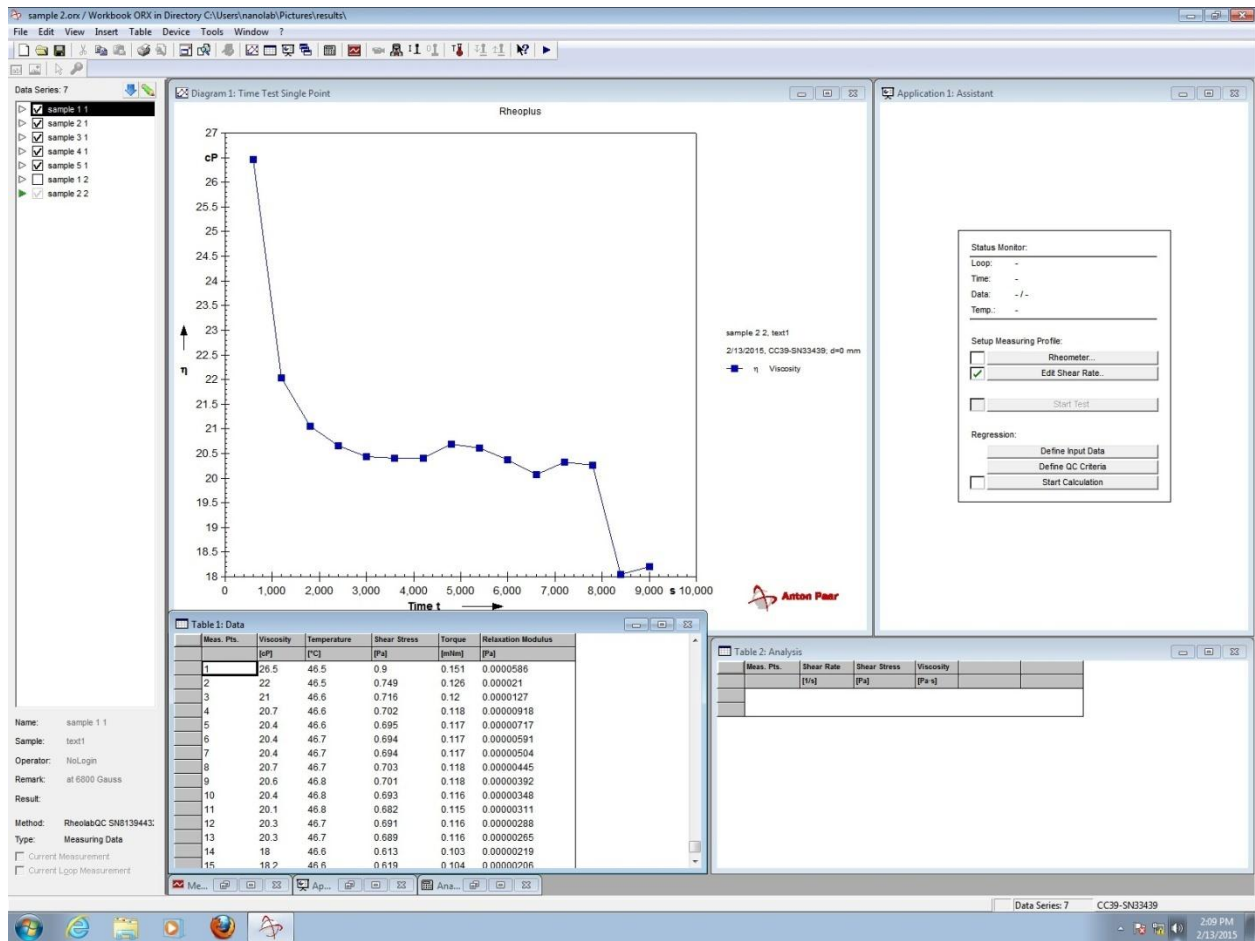 sample 2.orx / Workbook ORX in Directory C:\Users\nanolab\Pictures\results\
File Edit View Insert Table Device Tools Window ?
Data Series: 7
sample 1 1
sample 2 1
sample 3 1
sample 4 1
sample 5 1
sample 1 2
sample 2 2
Name: sample 1 1
Sample: text1
Operator: NoLogin
Remark: at 6800 Gauss
Result:
Method: RheolabQC SN8139443
Type: Measuring Data
Current Measurement
Current Loop Measurement
Diagram 1: Time Test Single Point
Rheoplus
27
cP
26
25.5
25
24.5
24
23.5
23
22.5
η
22
21.5
21
20.5
20
19.5
19
18.5
18
0 1,000 2,000 3,000 4,000 5,000 6,000 7,000 8,000 9,000 s 10,000
Time t
sample 2 2, text1
2/13/2015, CC39-SN33439; d=0 mm
η Viscosity
Anton Paar
Application 1: Assistant
Status Monitor:
Loop: -
Time: -
Data: - / -
Temp.: -
Setup Measuring Profile:
Rheometer...
Edit Shear Rate..
Start Test
Regression:
Define Input Data
Define QC Criteria
Start Calculation
Table 1: Data
Meas. Pts. Viscosity Temperature Shear Stress Torque Relaxation Modulus
[cP] [°C] [Pa] [mNm] [Pa]
1 26.5 46.5 0.9 0.151 0.0000586
2 22 46.5 0.749 0.126 0.000021
3 21 46.6 0.716 0.12 0.0000127
4 20.7 46.6 0.702 0.118 0.00000918
5 20.4 46.6 0.695 0.117 0.00000717
6 20.4 46.7 0.694 0.117 0.00000591
7 20.4 46.7 0.694 0.117 0.00000504
8 20.7 46.7 0.703 0.118 0.00000445
9 20.6 46.8 0.701 0.118 0.00000392
10 20.4 46.8 0.693 0.116 0.00000348
11 20.1 46.8 0.682 0.115 0.00000311
12 20.3 46.7 0.691 0.116 0.00000288
13 20.3 46.7 0.689 0.116 0.00000265
14 18 46.6 0.613 0.103 0.00000219
15 18.2 46.6 0.619 0.104 0.00000206
Table 2: Analysis
Meas. Pts. Shear Rate Shear Stress Viscosity
[1/s] [Pa] [Pa·s]
Me... Ap... Ana...
Data Series: 7 CC39-SN33439
2:09 PM
2/13/2015